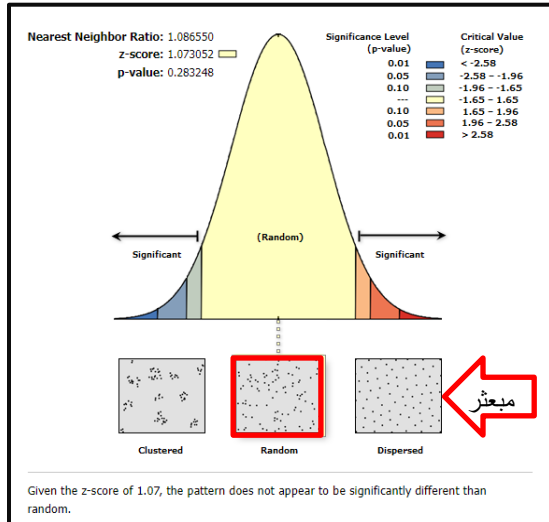 Nearest Neighbor Ratio: 1.086550
z-score: 1.073052
p-value: 0.283248
Significance Level (p-value) Critical Value (z-score)
0.01 < -2.58
0.05 -2.58 – -1.96
0.10 -1.96 – -1.65
--- -1.65 – 1.65
0.10 1.65 – 1.96
0.05 1.96 – 2.58
0.01 > 2.58
(Random)
Significant Significant
مبعثر
Clustered Random Dispersed
Given the z-score of 1.07, the pattern does not appear to be significantly different than
random.